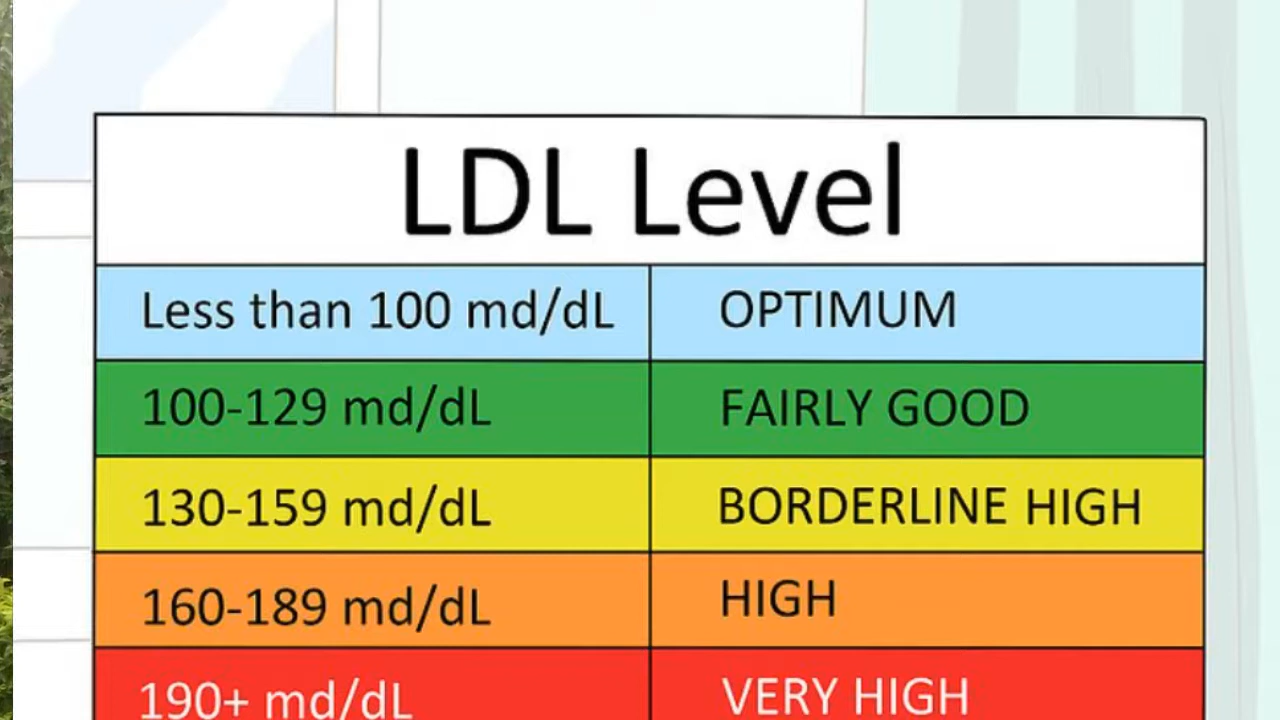 LDL Level
Less than 100 md/dL OPTIMUM
100-129 md/dL FAIRLY GOOD
130-159 md/dL BORDERLINE HIGH
160-189 md/dL HIGH
190+ md/dL VERY HIGH